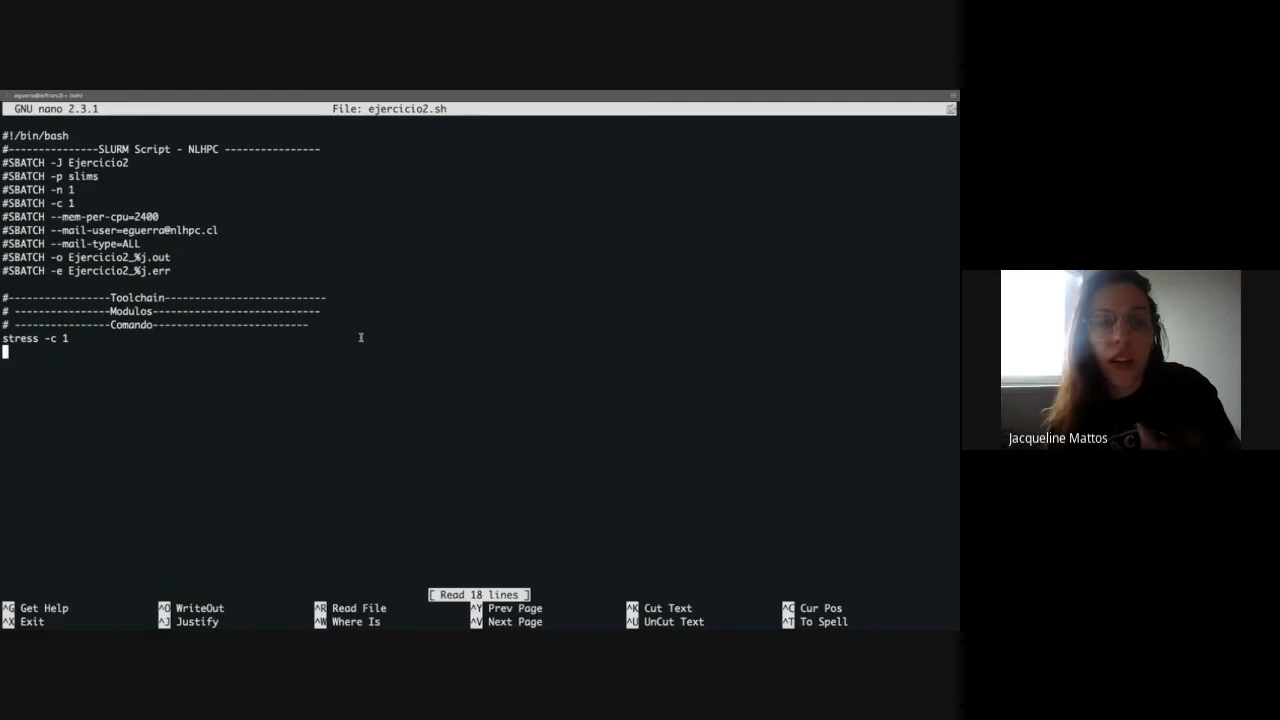 eguerra@leftraru3:~ (ssh)
GNU nano 2.3.1 File: ejercicio2.sh
#!/bin/bash
#---------------SLURM Script - NLHPC ----------------
#SBATCH -J Ejercicio2
#SBATCH -p slims
#SBATCH -n 1
#SBATCH -c 1
#SBATCH --mem-per-cpu=2400
#SBATCH --mail-user=eguerra@nlhpc.cl
#SBATCH --mail-type=ALL
#SBATCH -o Ejercicio2_%j.out
#SBATCH -e Ejercicio2_%j.err
#-----------------Toolchain---------------------------
# ----------------Modulos----------------------------
# ----------------Comando--------------------------
stress -c 1
Jacqueline Mattos
[ Read 18 lines ]
^G Get Help ^O WriteOut ^R Read File ^Y Prev Page ^K Cut Text ^C Cur Pos
^X Exit ^J Justify ^W Where Is ^V Next Page ^U UnCut Text ^T To Spell